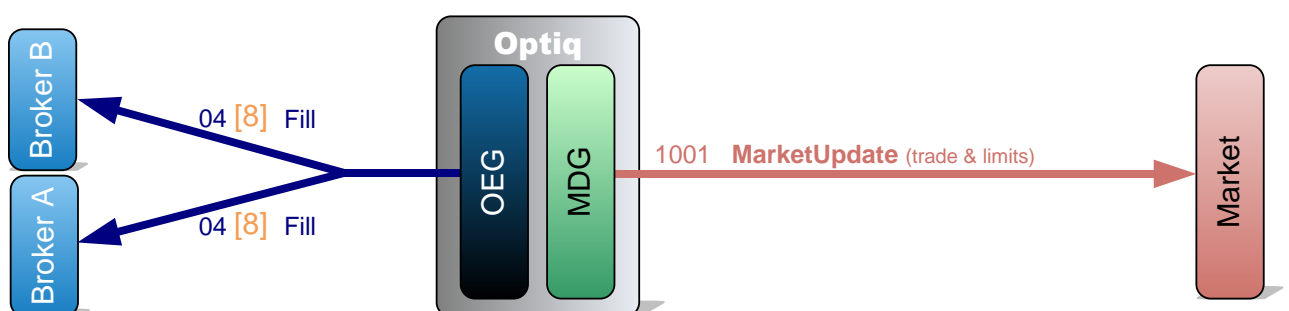 Optiq
Broker B
04 [8] Fill
OEG
MDG
1001 MarketUpdate (trade & limits)
Market
Broker A
04 [8] Fill